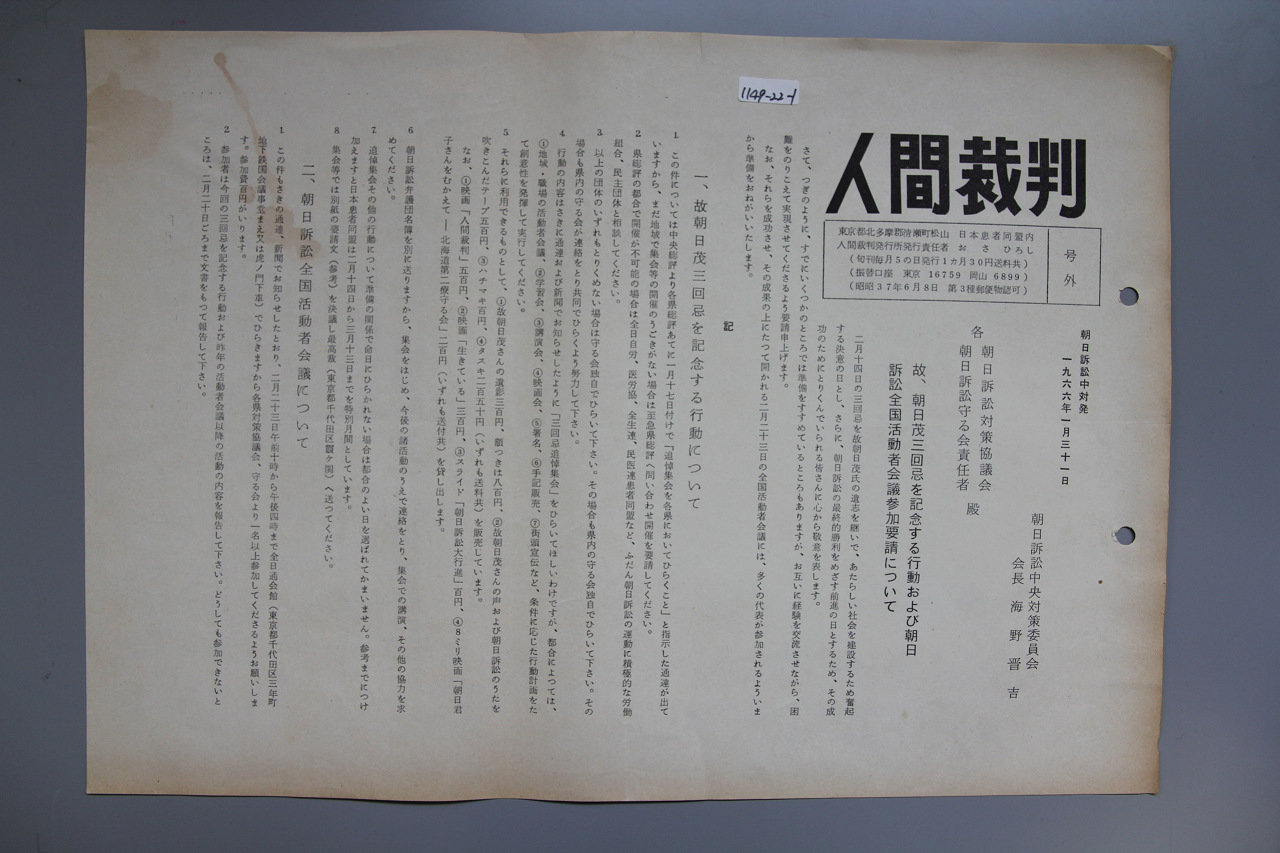 1149-22-1
人間裁判
号外
東京都北多摩郡清瀬町松山 日本患者同盟内
人間裁判発行所発行責任者 おさひろし
(旬刊毎月5の日発行1カ月30円送料共)
(振替口座 東京 16759 岡山 6899)
(昭昭37年6月8日 第3種郵便物認可)
朝日訴訟中対発
一九六六年一月三十一日
朝日訴訟中央対策委員会
会長 海野晋吉
各 朝日訴訟対策協議会
朝日訴訟守る会責任者 殿
故、朝日茂三回忌を記念する行動および朝日
訴訟全国活動者会議参加要請について
二月十四日の三回忌を故朝日茂氏の遺志を継いで、あたらしい社会を建設するため奮起
する決意の日とし、さらに、朝日訴訟の最終的勝利をめざす前進の日とするため、その成
功のためにとりくんでいられる皆さんに心から敬意を表します。
さて、つぎのように、すでにいくつかのところでは準備をすすめているところもありますが、お互いに経験を交流させながら、困
難をのりこえて実現させてくださるよう要請申上げます。
なお、それらを成功させ、その成果の上にたつて開かれる二月二十三日の全国活動者会議には、多くの代表が参加されるよういま
から準備をおねがいいたします。
記
一、故朝日茂三回忌を記念する行動について
1 この件については中央総評より各県総評あてに一月十七日付けで『追悼集会を各県においてひらくこと」と指示した通達が出て
いますから、まだ地域で集会等の開催のうごきがない場合は至急県総評へ問い合わせ開催を要請してください。
2 県総評の都合で開催が不可能の場合は全日自労、医労協、全生連、民医連患者同盟など、ふだん朝日訴訟の運動に積極的な労働
組合、民主団体と相談してください。
3 以上の団体のいずれもとりくめない場合は守る会独自でひらいて下さい。その場合も県内の守る会独自でひらいて下さい。その
場合も県内の守る会か連絡をとり共同でひらくよう努力して下さい。
4 行動の内容はさきに通達および新聞でお知らせしたように「三回忌追悼集会」をひらいてほしいわけですが、都合によつては、
①地域・職場の活動者会議、②学習会、③講演会、④映画会、⑤署名、⑥手記販売、⑦街頭宣伝など、条件に応じた行動計画をた
て創意性を発揮して実行してください。
5 それらに利用できるものとして、①故朝日茂さんの遺影三百円、額つきは八百円、②故朝日茂さんの声および朝日訴訟のうたを
吹きこんだテープ五百円、③ハチマキ百円、④タスキ二百五十円(いずれも送料共)を販売しています。
なお、①映画「人間裁判」五百円、②映画「生きている」三百円、③スライド「朝日訴訟大行進」百円、④8ミリ映画「朝日君
子さんをむかえて―北海道第二療守る会」二百円(いずれも送付共)を貸し出します。
6 朝日訴訟弁護団名簿を別に送りますから、集会をはじめ、今後の諸活動のうえで連絡をとり、集会での講演、その他の協力を求
めてください。
7 追悼集会その他の行動について準備の関係で命日にひらかれない場合は都合のよい日を選ばれてかまいません。参考までにつけ
加えますと日本患者同盟は二月十四日から三月十三日までを特別月間としています。
8 集会等では別紙の要請文(参考)を決議し最高裁(東京都千代田区霞ケ関)へ送つてください。
二、朝日訴訟全国活動者会議について
1 この件もさきの通達、新聞でお知らせしたとおり、二月二十三日午前十時から午後四時まで全日通会館(東京都千代田区三年町
地下鉄国会議事堂まえ又は虎ノ門下車)でひらきますから各県対策協議会、守る会より一名以上参加してくださるようお願いしま
す。参加費百円がいります。
2 参加者は今回の三回忌を記念する行動および昨年の活動者会議以降の活動の内容を報告して下さい。どうしても参加できないと
ころは、二月二十日ごろまで文書をもつて報告して下さい。